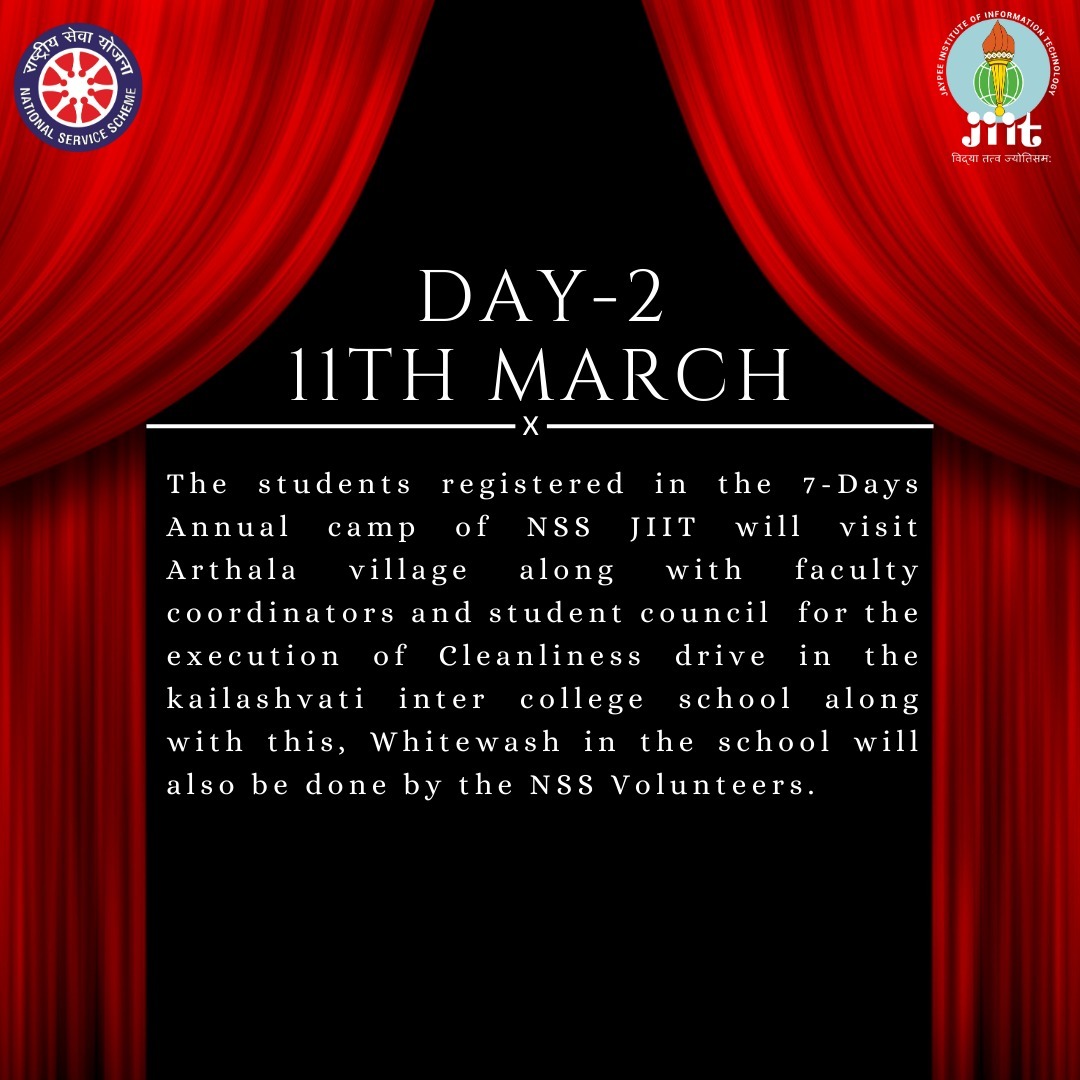 राष्ट्रीय सेवा योजना
NATIONAL SERVICE SCHEME
JAYPEE INSTITUTE OF INFORMATION TECHNOLOGY
jiit
विद्या तत्व ज्योतिसम:
DAY-2
11TH MARCH
X
The students registered in the 7-Days
Annual camp of NSS JIIT will visit
Arthala village along with faculty
coordinators and student council for the
execution of Cleanliness drive in the
kailashvati inter college school along
with this, Whitewash in the school will
also be done by the NSS Volunteers.